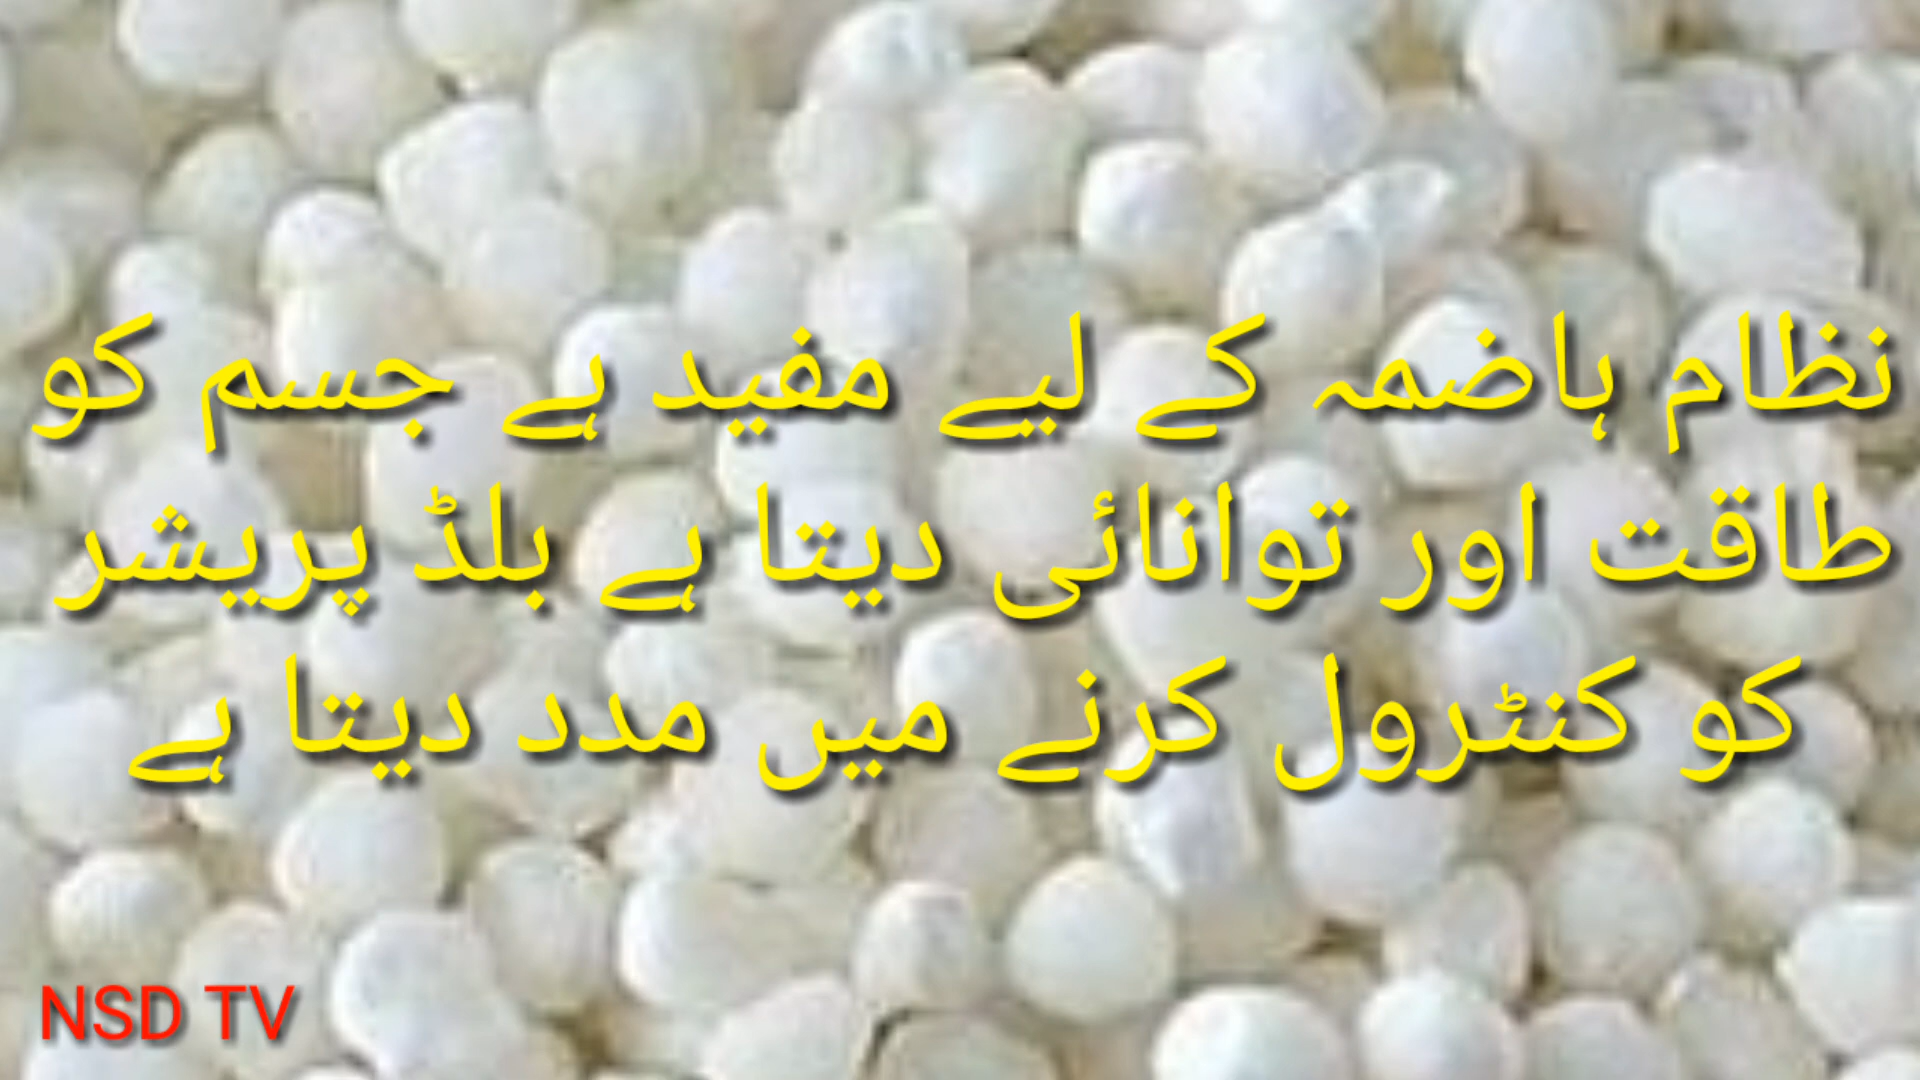 نظام ہاضمہ کے لیے مفید ہے جسم کو
طاقت اور توانائی دیتا ہے بلڈ پریشر
کو کنٹرول کرنے میں مدد دیتا ہے
NSD TV